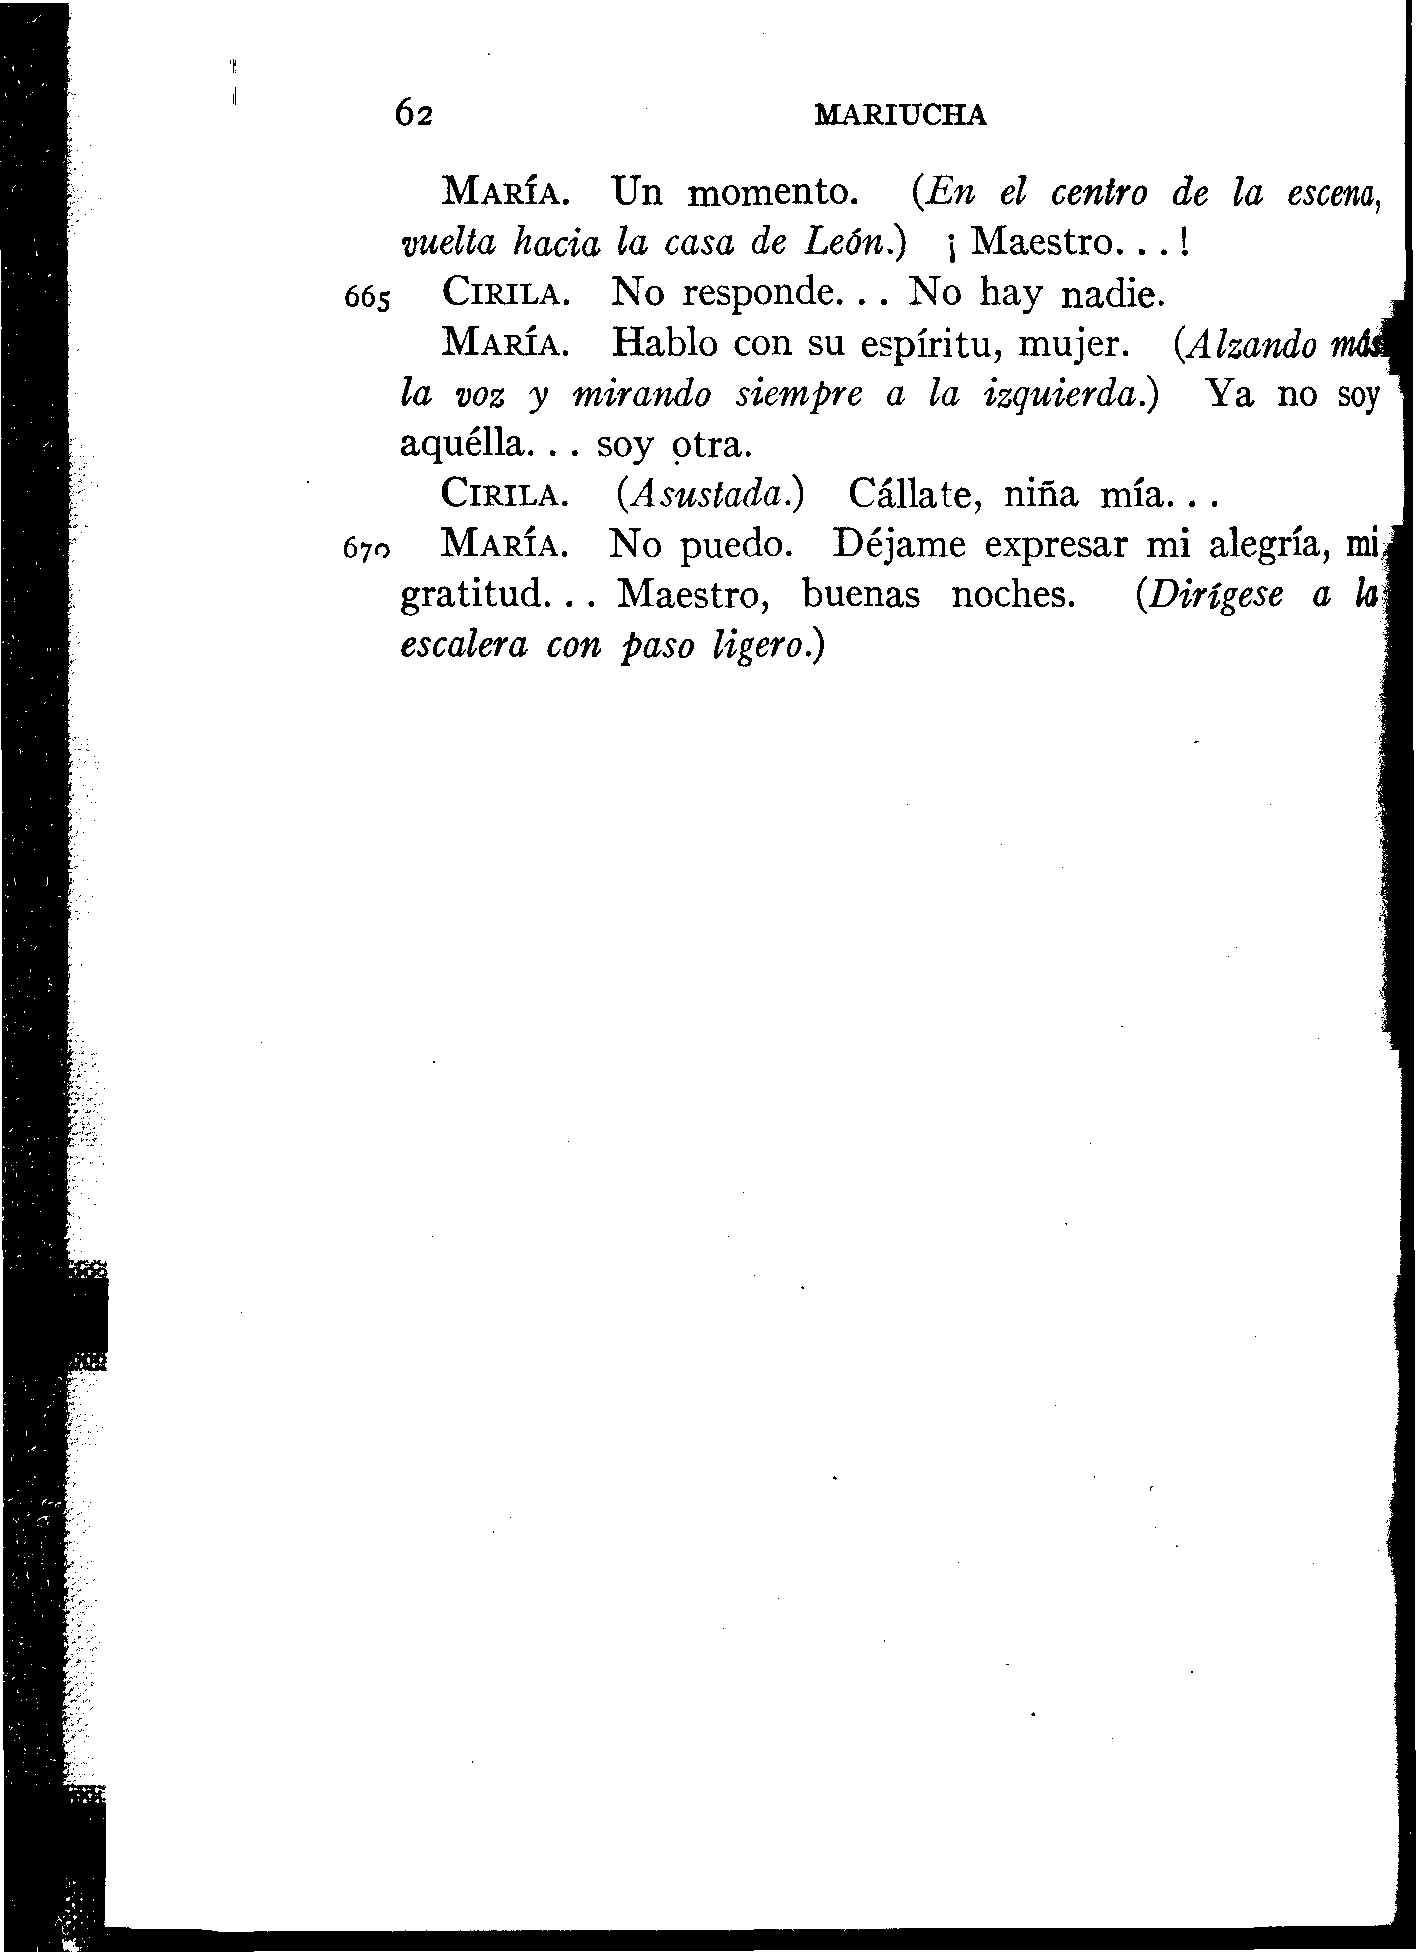 62 MARIUCHA
MARÍA. Un momento. (En el centro de la escena,
vuelta hacia la casa de León.) ¡ Maestro. . . !
665 CIRILA. No responde. . . No hay nadie.
MARÍA. Hablo con su espíritu, mujer. (Alzando más
la voz y mirando siempre a la izquierda.) Ya no soy
aquélla. . . soy otra.
CIRILA. (Asustada.) Cállate, niña mía. . .
670 MARÍA. No puedo. Déjame expresar mi alegría, mi
gratitud. . . Maestro, buenas noches. (Dirígese a la
escalera con paso ligero.)